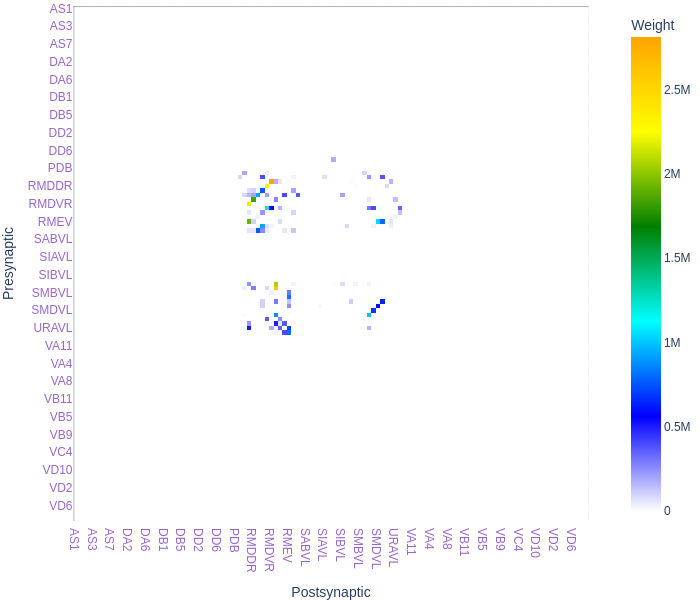 Weight
2.5M
2M
1.5M
1M
0.5M
0
Presynaptic
AS1
AS3
AS7
DA2
DA6
DB1
DB5
DD2
DD6
PDB
RMDDR
RMDVR
RMEV
SABVL
SIAVL
SIBVL
SMBVL
SMDVL
URAVL
VA11
VA4
VA8
VB11
VB5
VB9
VC4
VD10
VD2
VD6
AS1
AS3
AS7
DA2
DA6
DB1
DB5
DD2
DD6
PDB
RMDDR
RMDVR
RMEV
SABVL
SIAVL
SIBVL
SMBVL
SMDVL
URAVL
VA11
VA4
VA8
VB11
VB5
VB9
VC4
VD10
VD2
VD6
Postsynaptic